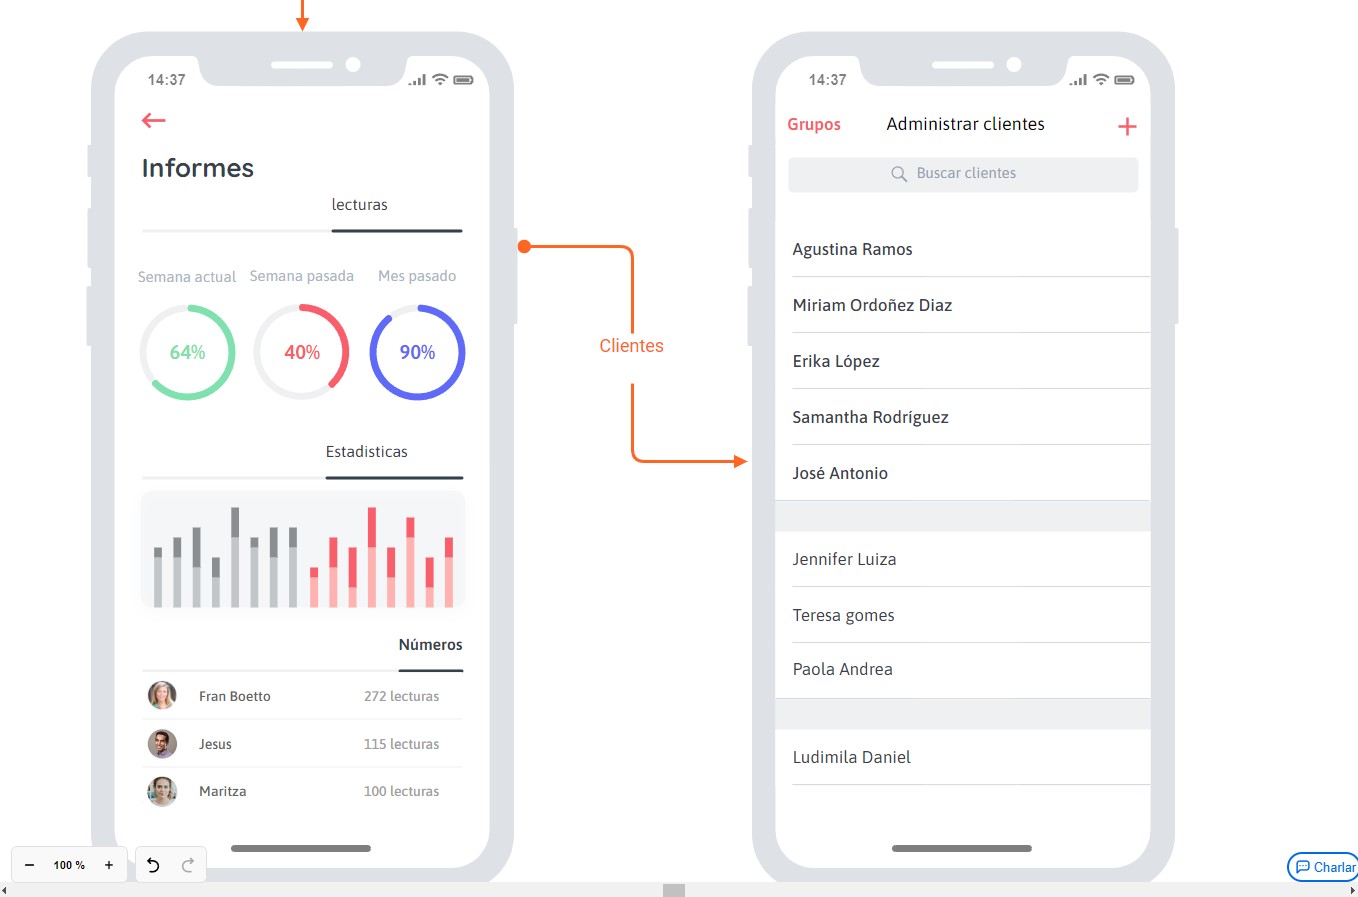 14:37
Informes
lecturas
Semana actual
Semana pasada
Mes pasado
64%
40%
90%
Estadisticas
Números
Fran Boetto
272 lecturas
Jesus
115 lecturas
Maritza
100 lecturas
Clientes
14:37
Grupos
Administrar clientes
+
Buscar clientes
Agustina Ramos
Miriam Ordoñez Diaz
Erika López
Samantha Rodríguez
José Antonio
Jennifer Luiza
Teresa gomes
Paola Andrea
Ludimila Daniel
− 100 % +
Charlar